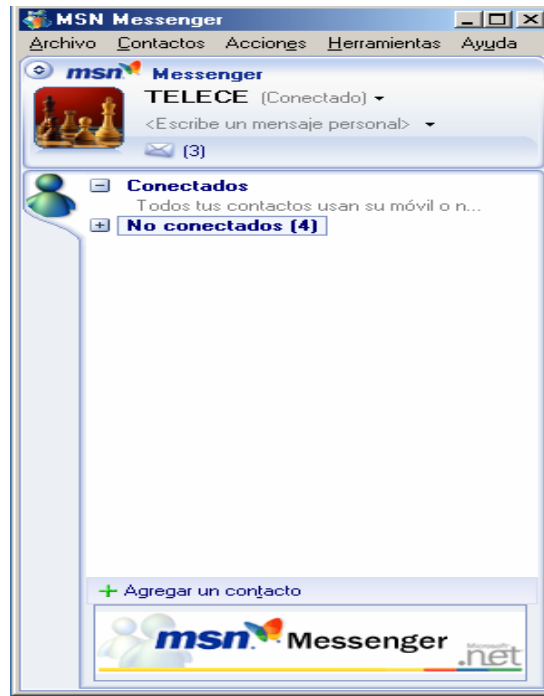 MSN Messenger
Archivo Contactos Acciones Herramientas Ayuda
msn Messenger
TELECE (Conectado)
<Escribe un mensaje personal>
(3)
Conectados
Todos tus contactos usan su móvil o n...
No conectados (4)
Agregar un contacto
msn Messenger
Microsoft .net